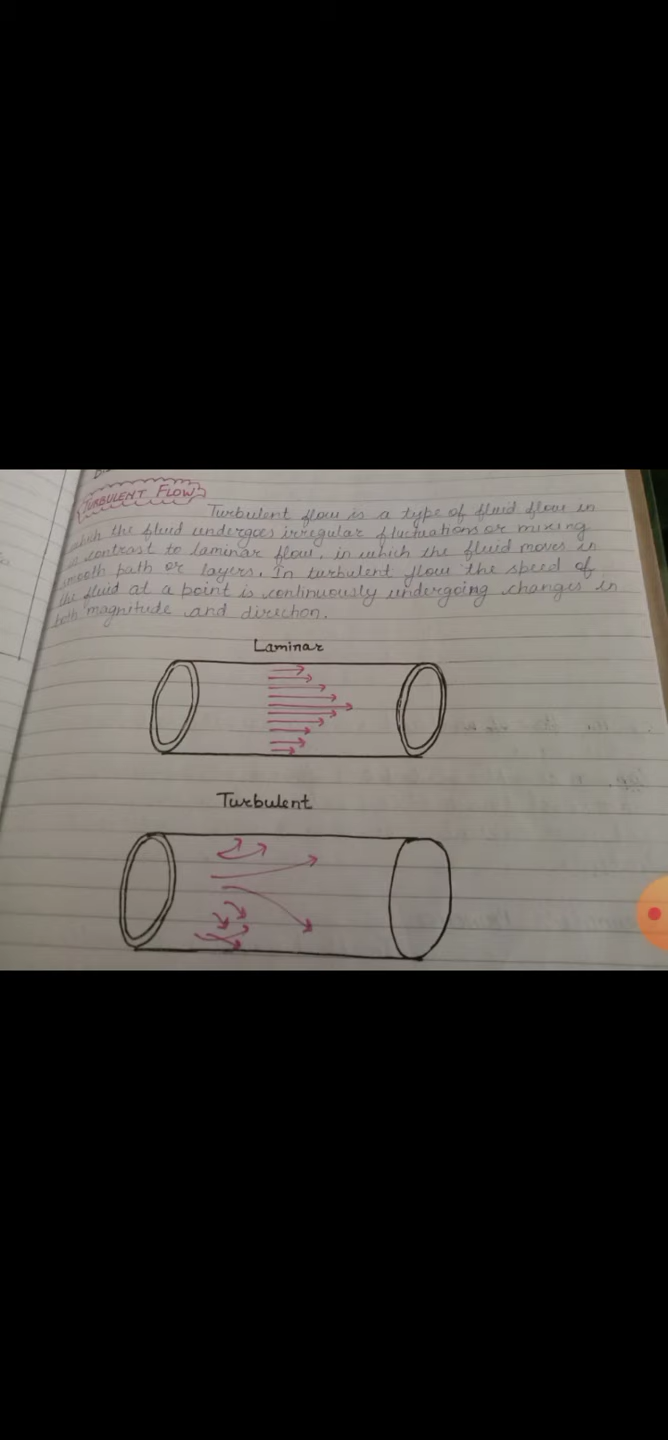 TURBULENT FLOW
Turbulent flow is a type of fluid flow in
which the fluid undergoes irregular fluctuations or mixing
in contrast to laminar flow, in which the fluid moves in
smooth path or layers. In turbulent flow the speed of
the fluid at a point is continuously undergoing changes in
both magnitude and direction.
Laminar
Turbulent